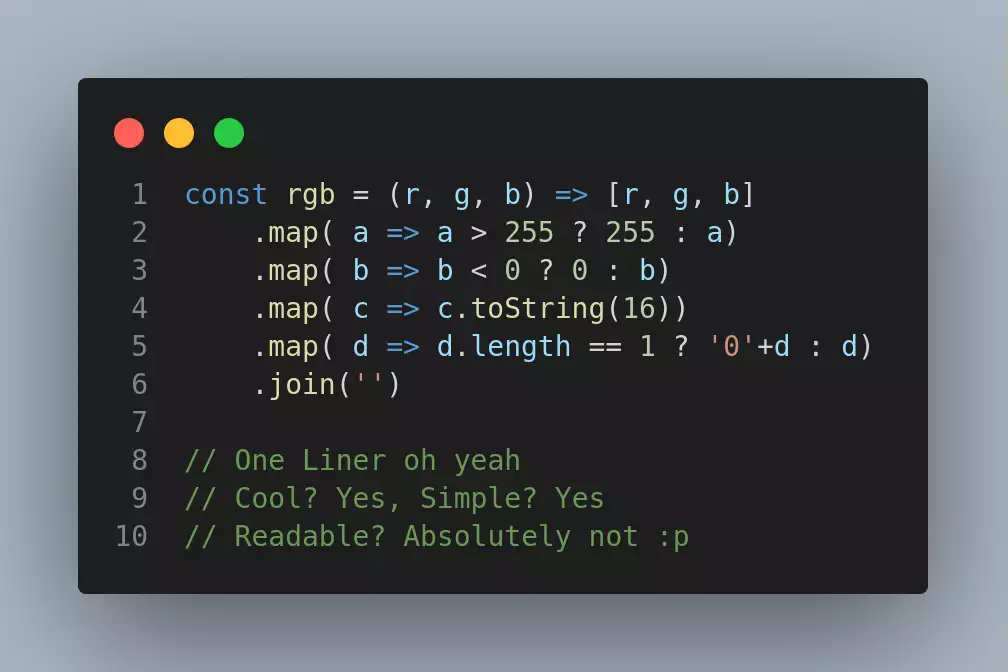 1 const rgb = (r, g, b) => [r, g, b]
2     .map( a => a > 255 ? 255 : a)
3     .map( b => b < 0 ? 0 : b)
4     .map( c => c.toString(16))
5     .map( d => d.length == 1 ? '0'+d : d)
6     .join('')
7
8 // One Liner oh yeah
9 // Cool? Yes, Simple? Yes
10 // Readable? Absolutely not :p